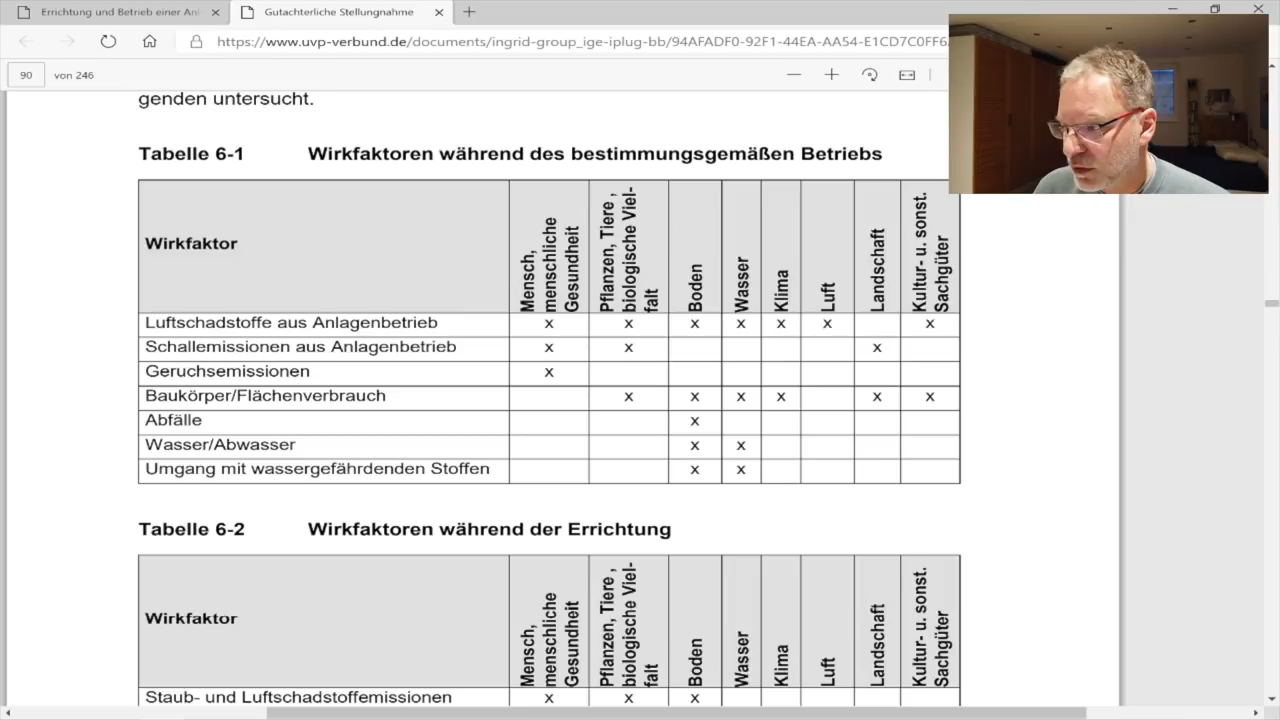 Errichtung und Betrieb einer An
Gutachterliche Stellungnahme
https://www.uvp-verbund.de/documents/ingrid-group_ige-iplug-bb/94AFADF0-92F1-44EA-AA54-E1CD7C0FF6
90 von 246
genden untersucht.
Tabelle 6-1 Wirkfaktoren während des bestimmungsgemäßen Betriebs
Wirkfaktor
Mensch,
menschliche
Gesundheit
Pflanzen, Tiere ,
biologische Viel-
falt
Boden
Wasser
Klima
Luft
Landschaft
Kultur- u. sonst.
Sachgüter
Luftschadstoffe aus Anlagenbetrieb x x x x x x x
Schallemissionen aus Anlagenbetrieb x x x
Geruchsemissionen x
Baukörper/Flächenverbrauch x x x x x x
Abfälle x
Wasser/Abwasser x x
Umgang mit wassergefährdenden Stoffen x x
Tabelle 6-2 Wirkfaktoren während der Errichtung
Wirkfaktor
Mensch,
menschliche
Gesundheit
Pflanzen, Tiere ,
biologische Viel-
falt
Boden
Wasser
Klima
Luft
Landschaft
Kultur- u. sonst.
Sachgüter
Staub- und Luftschadstoffemissionen x x x